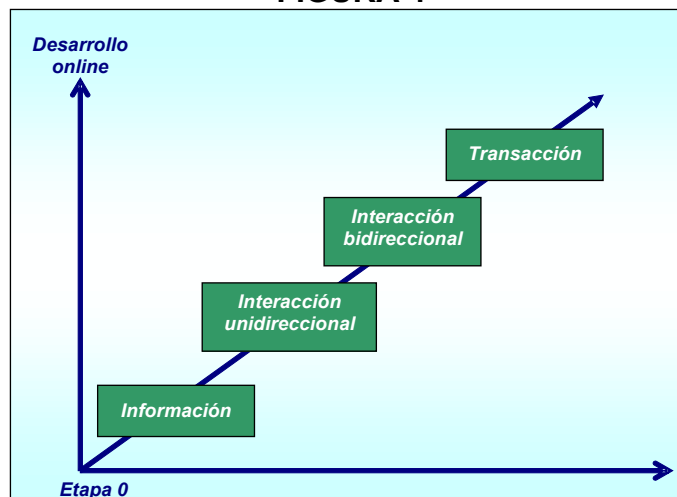 Desarrollo
online
Transacción
Interacción
bidireccional
Interacción
unidireccional
Información
Etapa 0